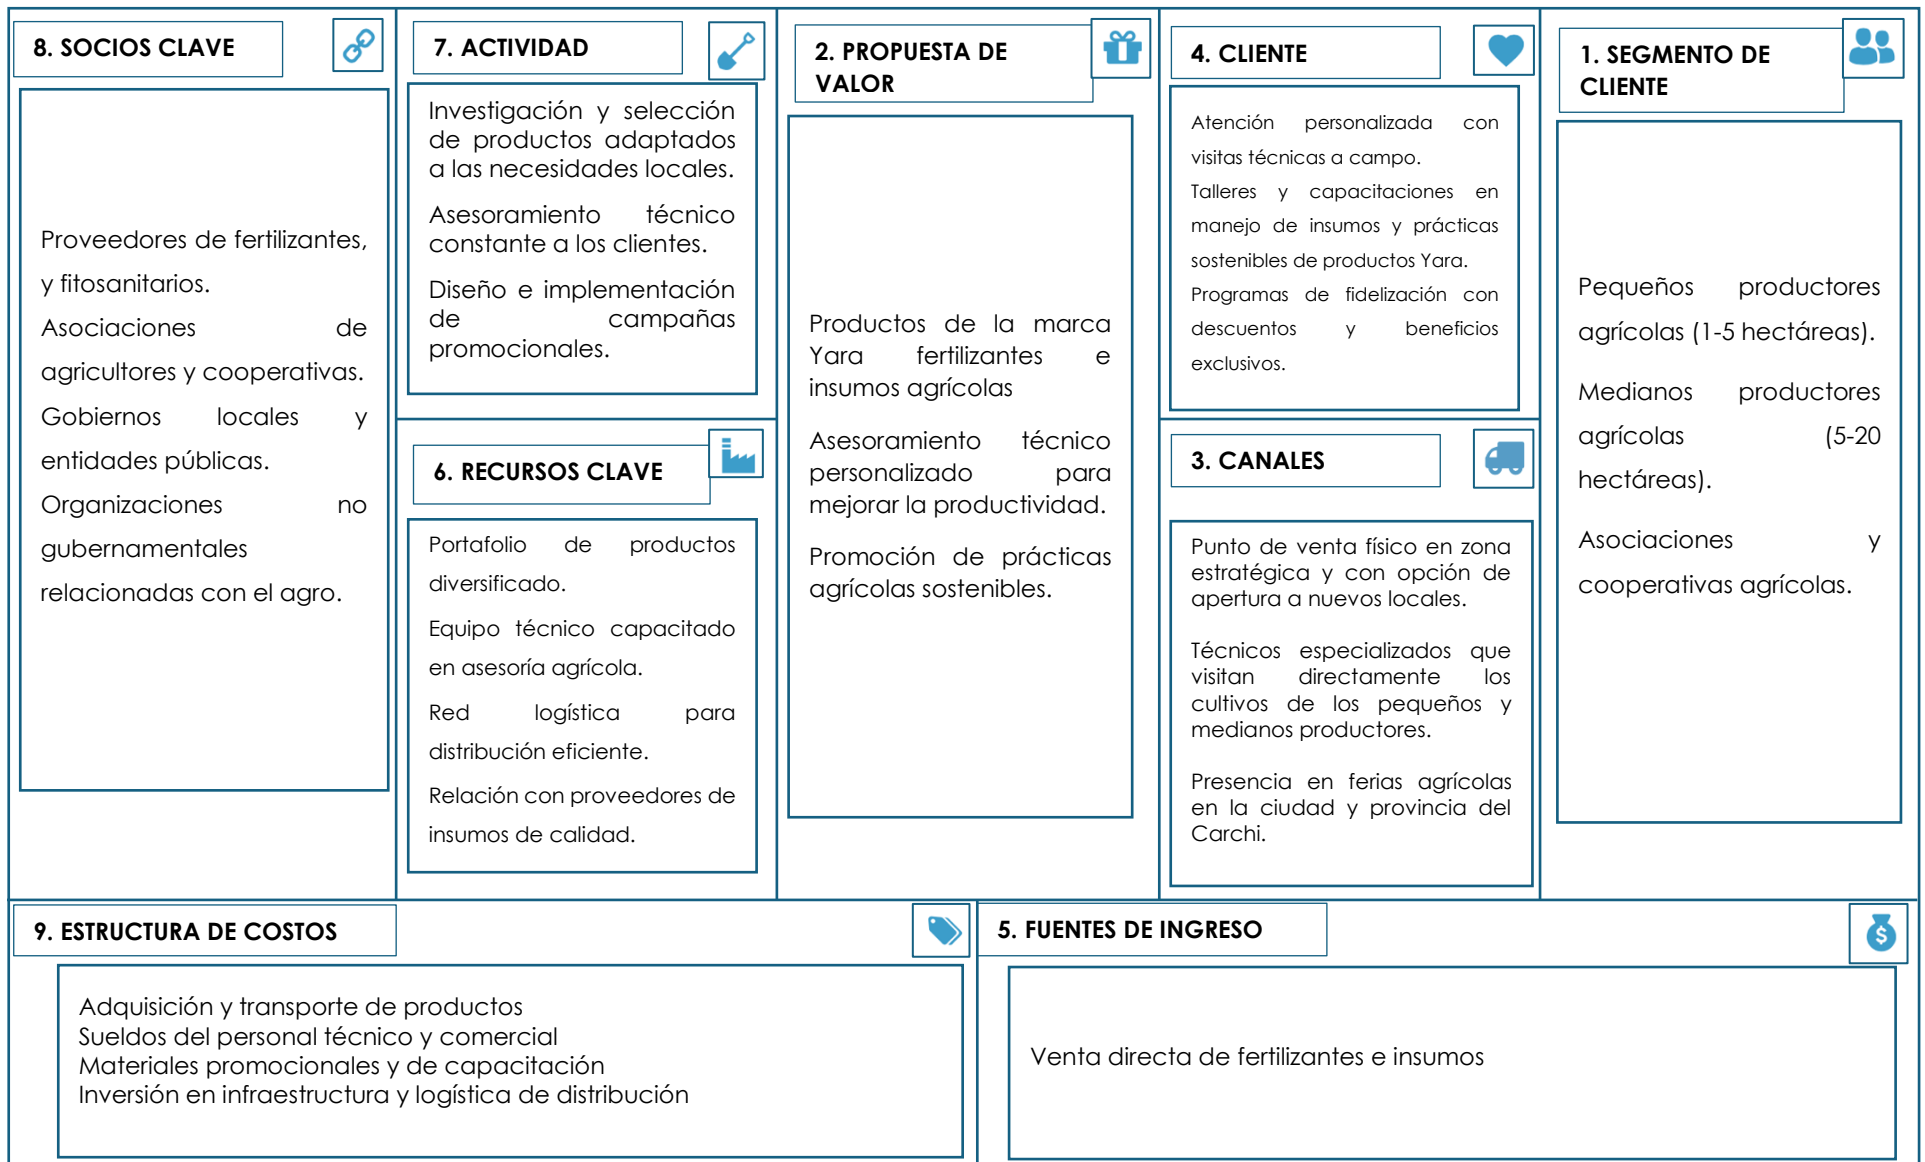 8. SOCIOS CLAVE
Proveedores de fertilizantes,
y fitosanitarios.
Asociaciones de
agricultores y cooperativas.
Gobiernos locales y
entidades públicas.
Organizaciones no
gubernamentales
relacionadas con el agro.
7. ACTIVIDAD
Investigación y selección
de productos adaptados
a las necesidades locales.
Asesoramiento técnico
constante a los clientes.
Diseño e implementación
de campañas
promocionales.
6. RECURSOS CLAVE
Portafolio de productos
diversificado.
Equipo técnico capacitado
en asesoría agrícola.
Red logística para
distribución eficiente.
Relación con proveedores de
insumos de calidad.
2. PROPUESTA DE
VALOR
Productos de la marca
Yara fertilizantes e
insumos agrícolas
Asesoramiento técnico
personalizado para
mejorar la productividad.
Promoción de prácticas
agrícolas sostenibles.
4. CLIENTE
Atención personalizada con
visitas técnicas a campo.
Talleres y capacitaciones en
manejo de insumos y prácticas
sostenibles de productos Yara.
Programas de fidelización con
descuentos y beneficios
exclusivos.
3. CANALES
Punto de venta físico en zona
estratégica y con opción de
apertura a nuevos locales.
Técnicos especializados que
visitan directamente los
cultivos de los pequeños y
medianos productores.
Presencia en ferias agrícolas
en la ciudad y provincia del
Carchi.
1. SEGMENTO DE
CLIENTE
Pequeños productores
agrícolas (1-5 hectáreas).
Medianos productores
agrícolas (5-20
hectáreas).
Asociaciones y
cooperativas agrícolas.
9. ESTRUCTURA DE COSTOS
Adquisición y transporte de productos
Sueldos del personal técnico y comercial
Materiales promocionales y de capacitación
Inversión en infraestructura y logística de distribución
5. FUENTES DE INGRESO
$
Venta directa de fertilizantes e insumos